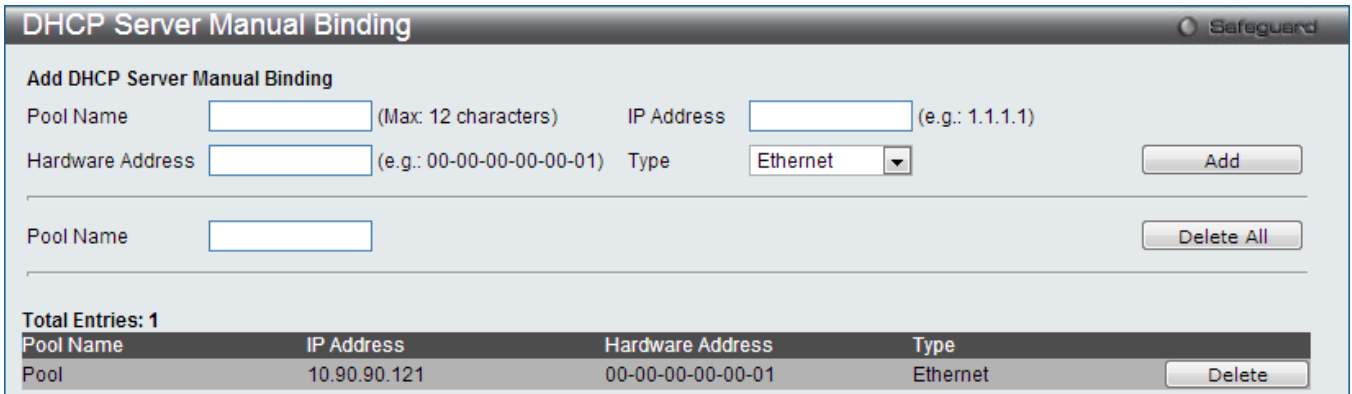 DHCP Server Manual Binding Safeguard
Add DHCP Server Manual Binding
Pool Name (Max: 12 characters) IP Address (e.g.: 1.1.1.1)
Hardware Address (e.g.: 00-00-00-00-00-01) Type Ethernet Add
Pool Name Delete All
Total Entries: 1
Pool Name IP Address Hardware Address Type
Pool 10.90.90.121 00-00-00-00-00-01 Ethernet Delete